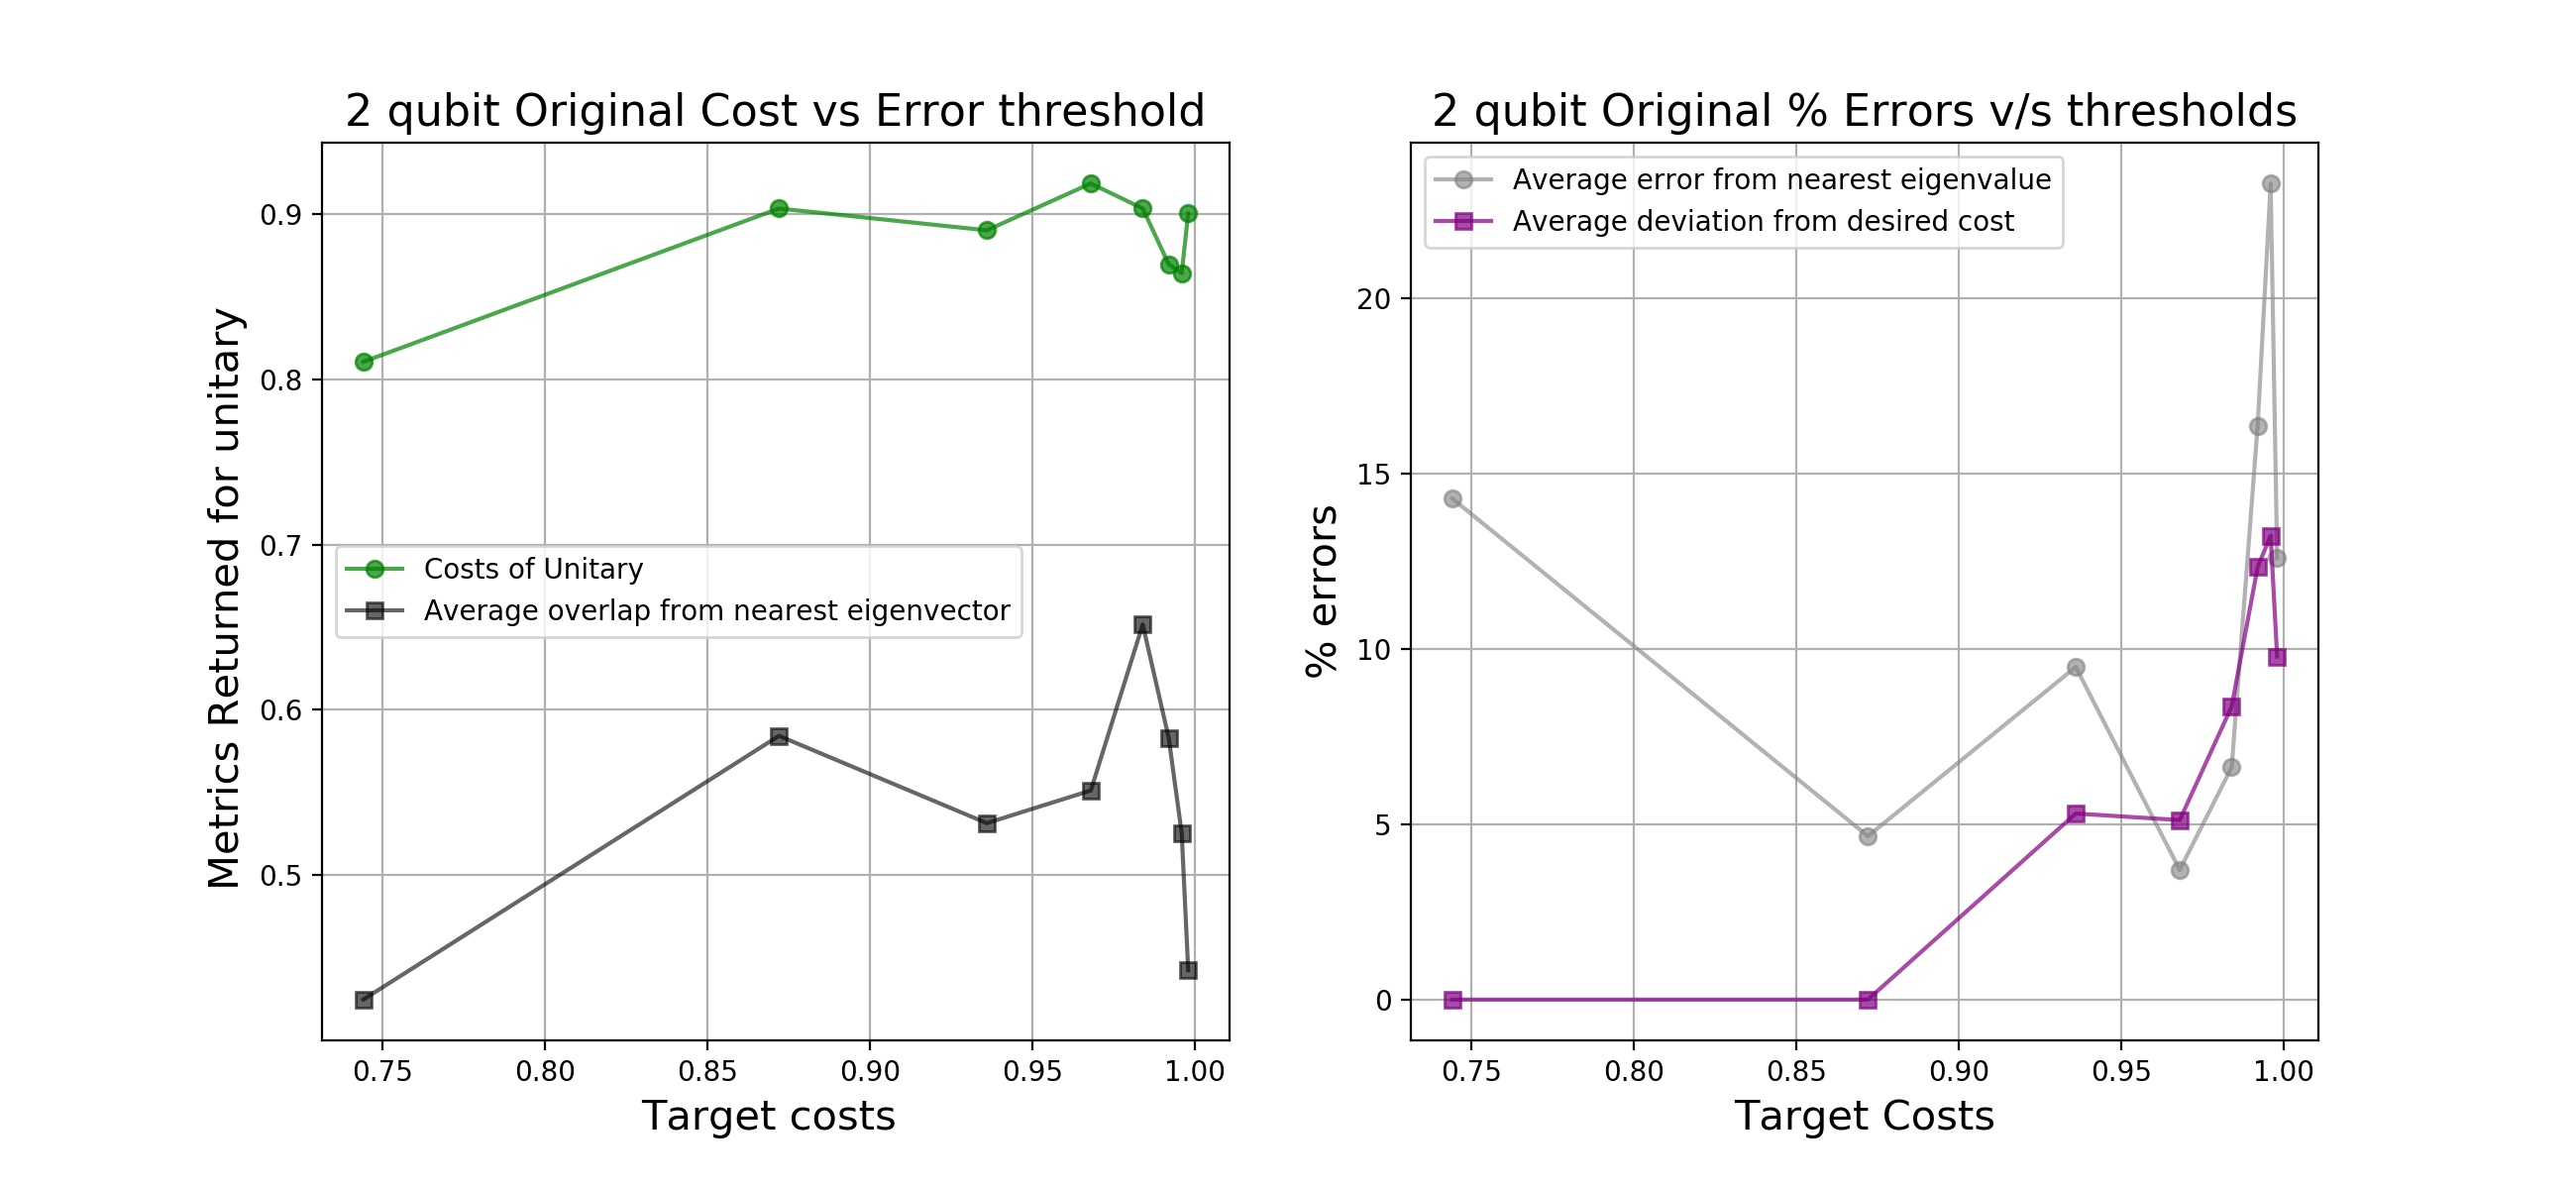 2 qubit Original Cost vs Error threshold
Metrics Returned for unitary
0.9
0.8
0.7
0.6
0.5
Costs of Unitary
Average overlap from nearest eigenvector
0.75 0.80 0.85 0.90 0.95 1.00
Target costs
2 qubit Original % Errors v/s thresholds
Average error from nearest eigenvalue
Average deviation from desired cost
% errors
20
15
10
5
0
0.75 0.80 0.85 0.90 0.95 1.00
Target Costs